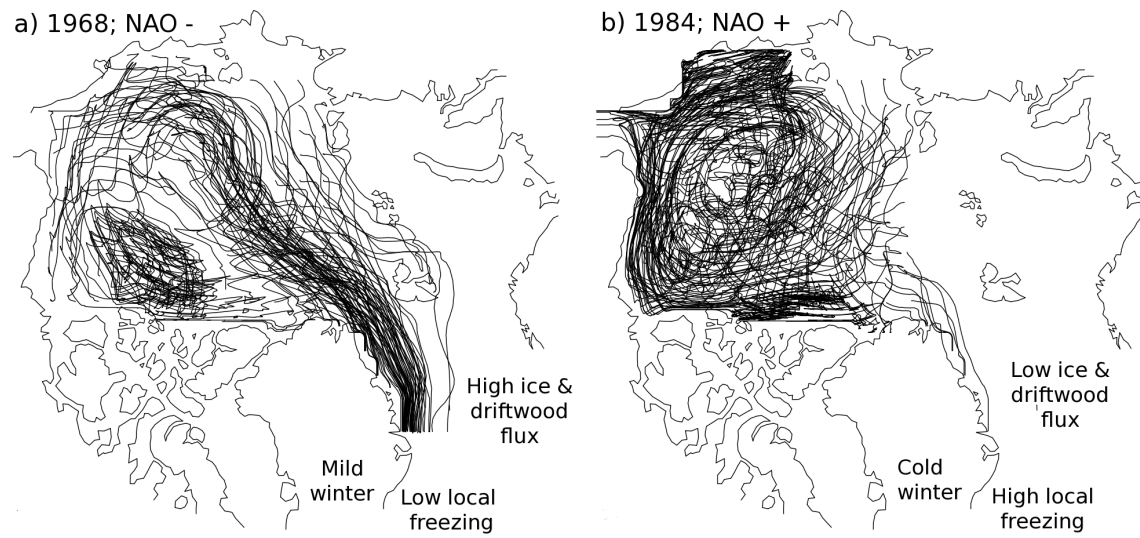 a) 1968; NAO -
b) 1984; NAO +
High ice &
driftwood
flux
Mild
winter
Low local
freezing
Low ice &
driftwood
flux
Cold
winter
High local
freezing